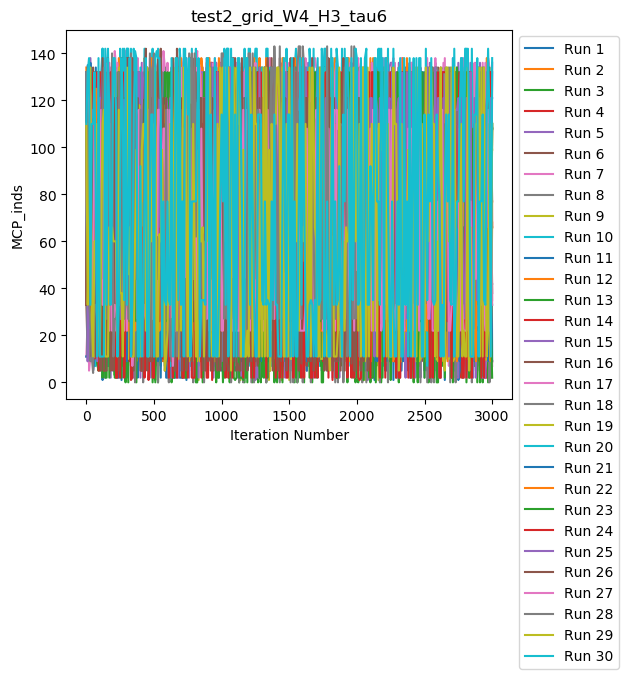 test2_grid_W4_H3_tau6
MCP_inds
140
120
100
80
60
40
20
0
0 500 1000 1500 2000 2500 3000
Iteration Number
Run 1
Run 2
Run 3
Run 4
Run 5
Run 6
Run 7
Run 8
Run 9
Run 10
Run 11
Run 12
Run 13
Run 14
Run 15
Run 16
Run 17
Run 18
Run 19
Run 20
Run 21
Run 22
Run 23
Run 24
Run 25
Run 26
Run 27
Run 28
Run 29
Run 30